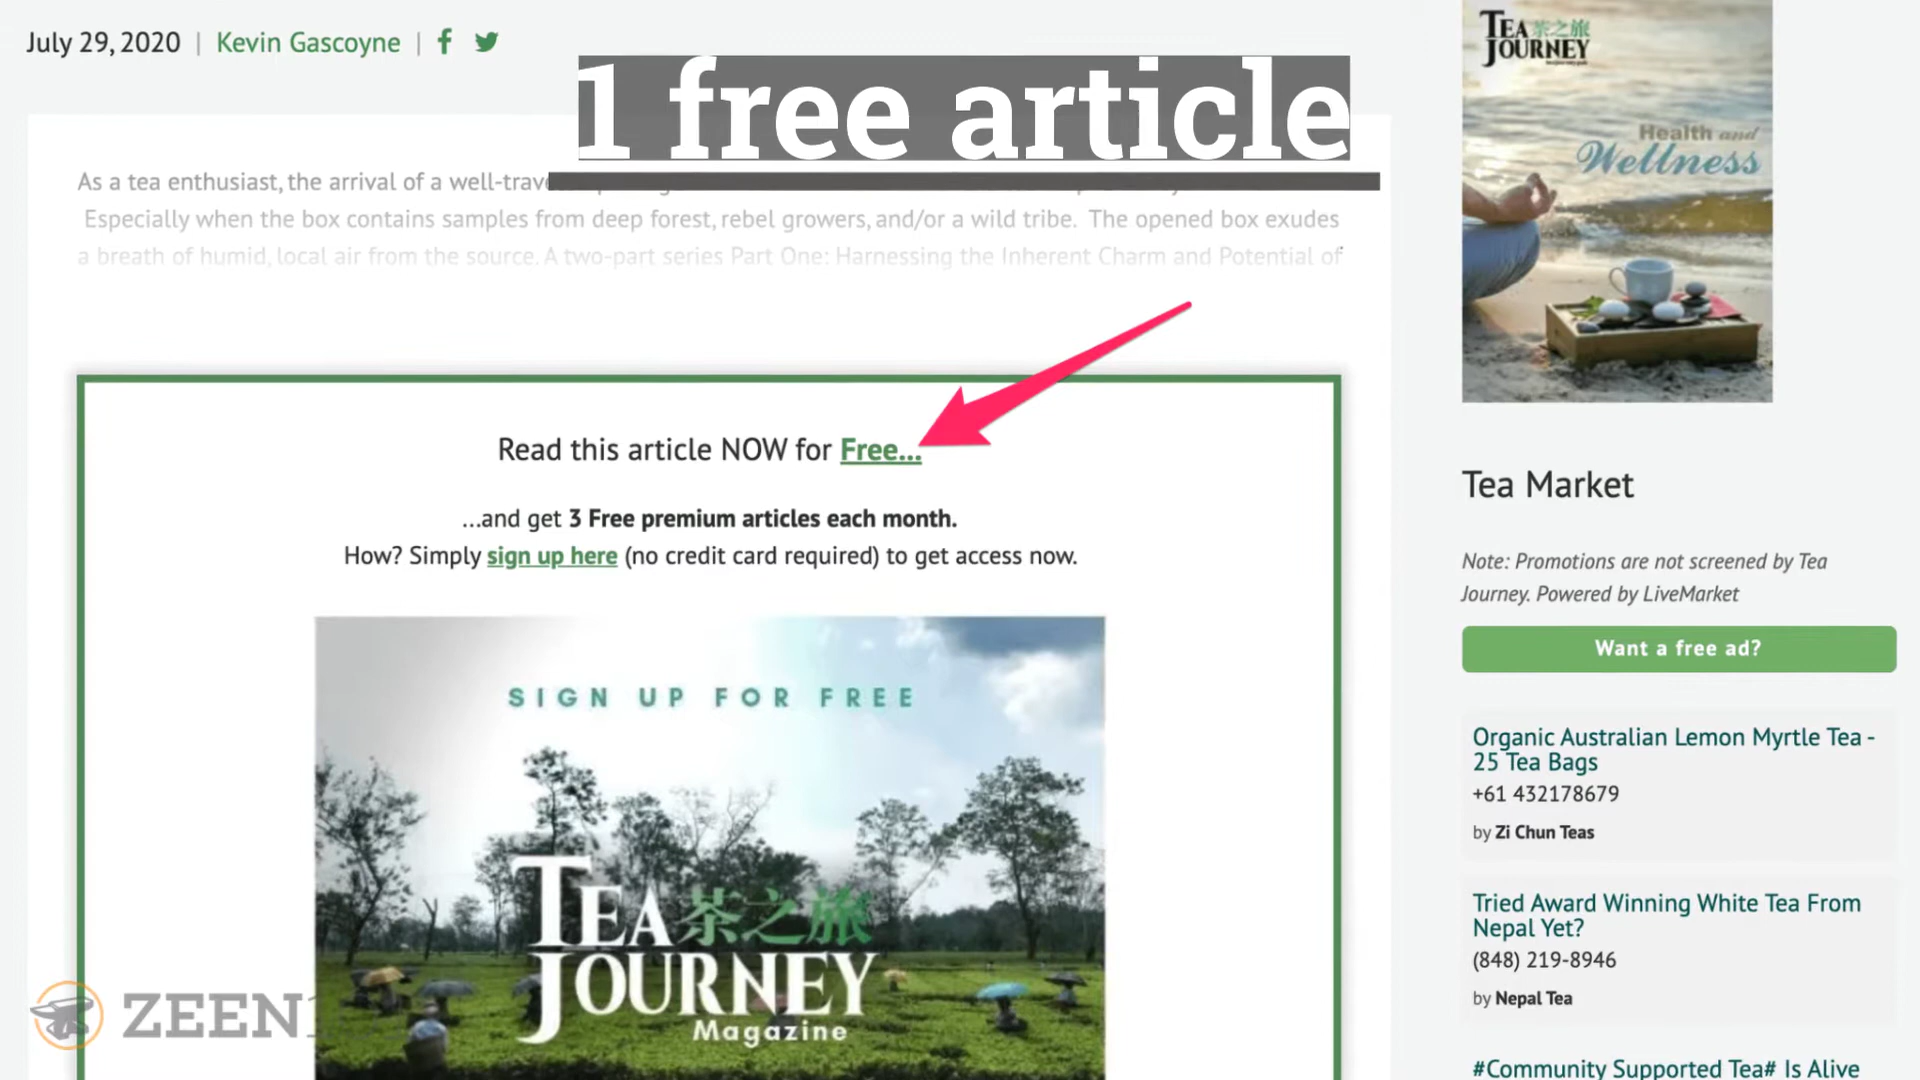 July 29, 2020 | Kevin Gascoyne |
1 free article
As a tea enthusiast, the arrival of a well-trave
Especially when the box contains samples from deep forest, rebel growers, and/or a wild tribe. The opened box exudes
a breath of humid, local air from the source. A two-part series Part One: Harnessing the Inherent Charm and Potential of
Read this article NOW for Free...
...and get 3 Free premium articles each month.
How? Simply sign up here (no credit card required) to get access now.
SIGN UP FOR FREE
TEA 茶之旅
JOURNEY
Magazine
ZEEN
TEA 茶之旅
JOURNEY
Health and
Wellness
Tea Market
Note: Promotions are not screened by Tea
Journey. Powered by LiveMarket
Want a free ad?
Organic Australian Lemon Myrtle Tea -
25 Tea Bags
+61 432178679
by Zi Chun Teas
Tried Award Winning White Tea From
Nepal Yet?
(848) 219-8946
by Nepal Tea
#Community Supported Tea# Is Alive